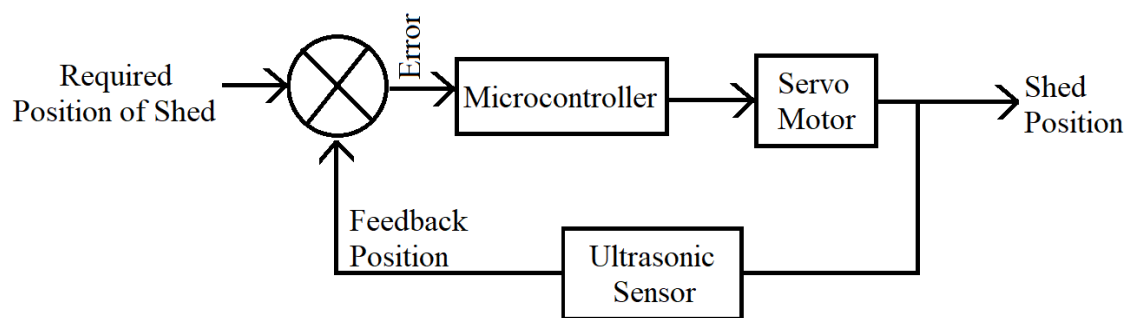 Required
Position of Shed
Error
Microcontroller
Servo
Motor
Shed
Position
Feedback
Position
Ultrasonic
Sensor